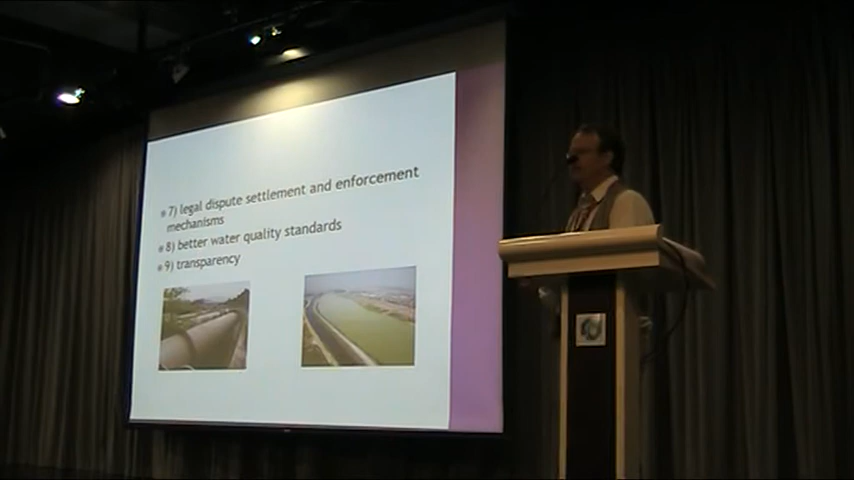 7) legal dispute settlement and enforcement
mechanisms
8) better water quality standards
9) transparency